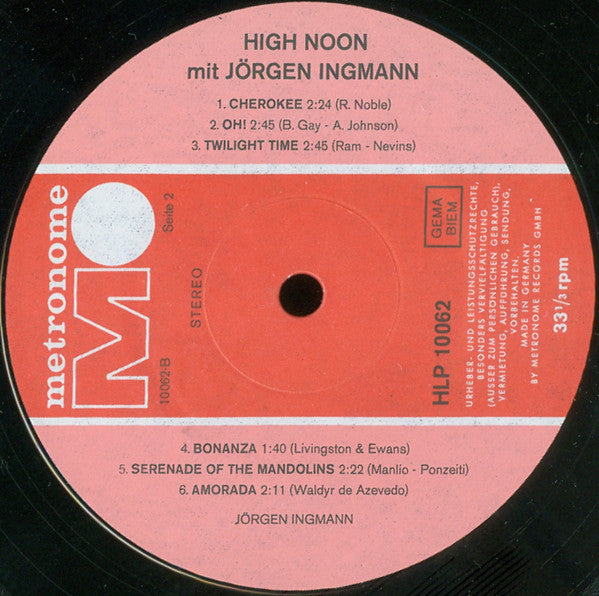 HIGH NOON
mit JÖRGEN INGMANN
1. CHEROKEE 2:24 (R. Noble)
2. OH! 2:45 (B. Gay - A. Johnson)
3. TWILIGHT TIME 2:45 (Ram - Nevins)
metronome
10062-B
Seite 2
STEREO
GEMA
BIEM
HLP 10062
URHEBER- UND LEISTUNGSSCHUTZRECHTE,
BESONDERS VERVIELFÄLTIGUNG
(AUSSER ZUM PERSÖNLICHEN GEBRAUCH),
VERMIETUNG, AUFFÜHRUNG, SENDUNG,
VORBEHALTEN.
MADE IN GERMANY
BY METRONOME RECORDS GMBH
33 1/3 rpm
4. BONANZA 1:40 (Livingston & Ewans)
5. SERENADE OF THE MANDOLINS 2:22 (Manlio - Ponzeiti)
6. AMORADA 2:11 (Waldyr de Azevedo)
JÖRGEN INGMANN